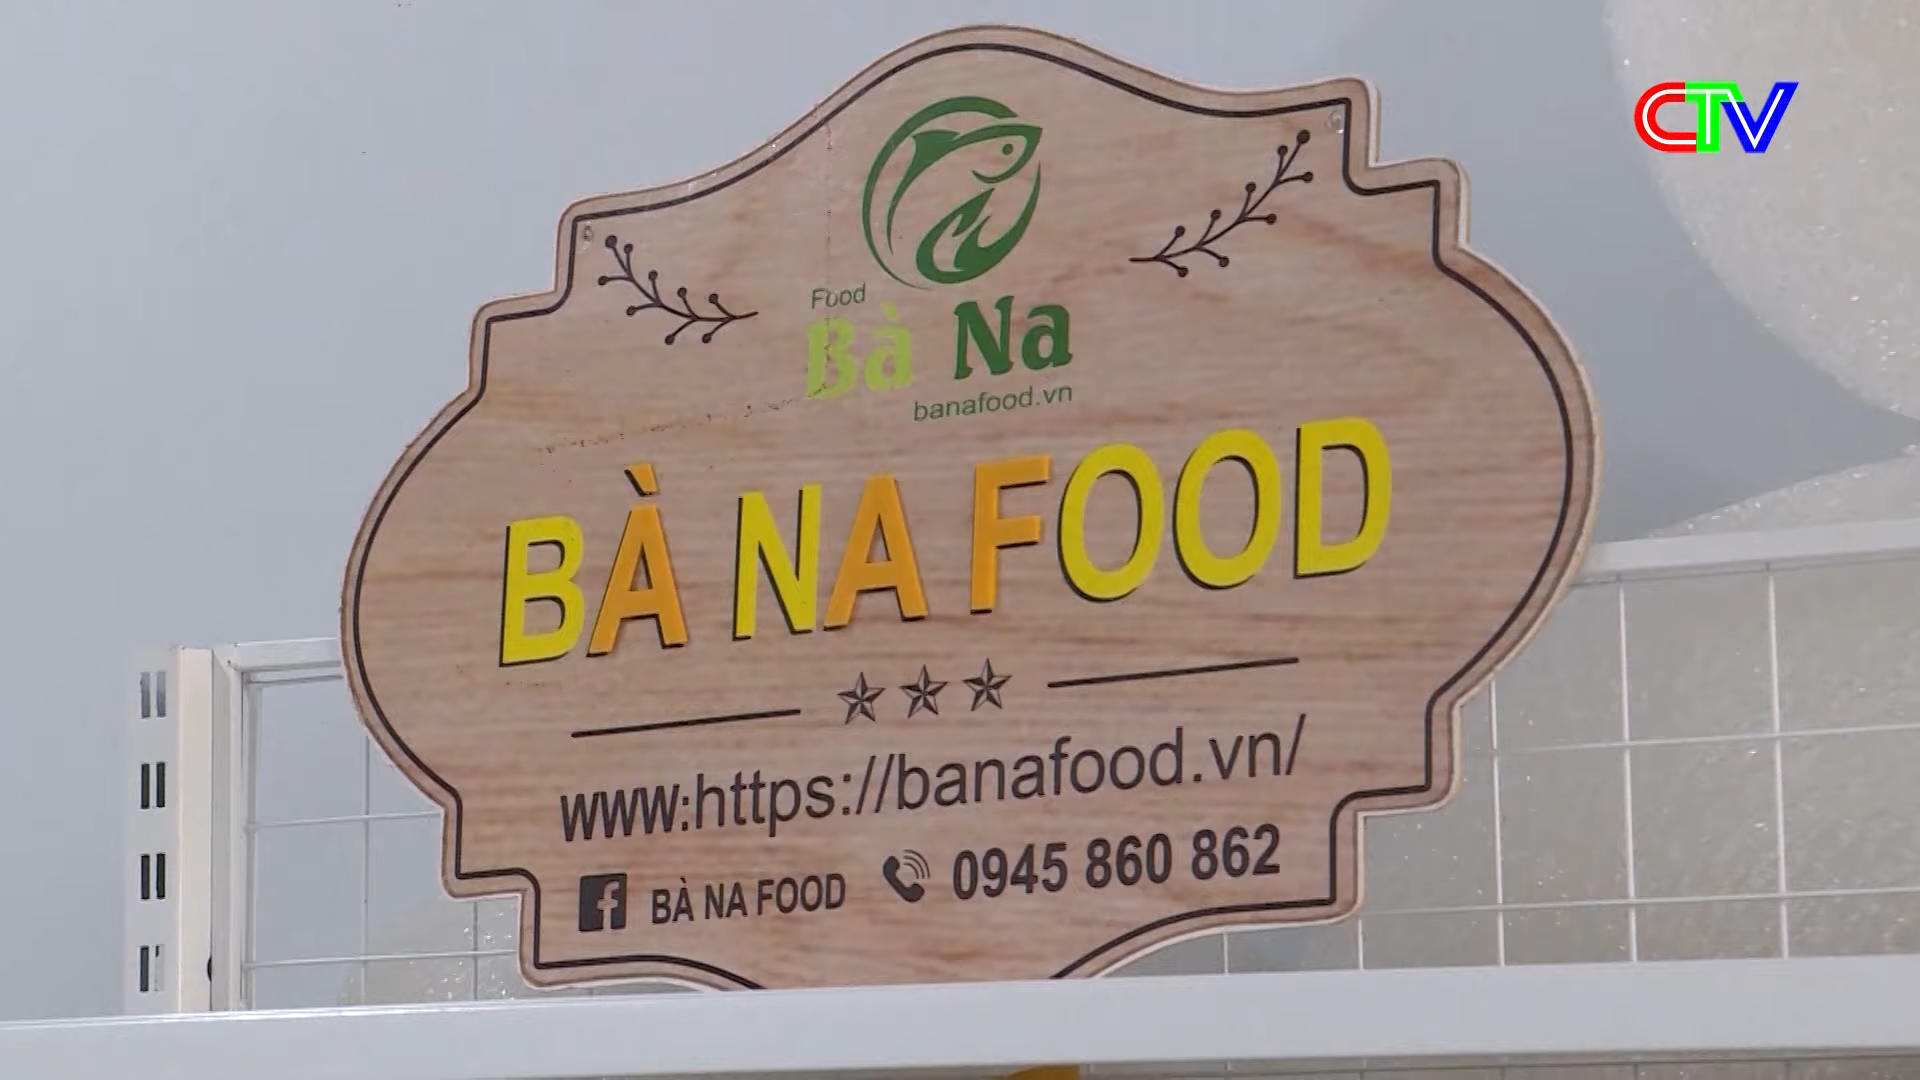 CTV
Food
Bà Na
banafood.vn
BÀ NA FOOD
www:https://banafood.vn/
BÀ NA FOOD 0945 860 862